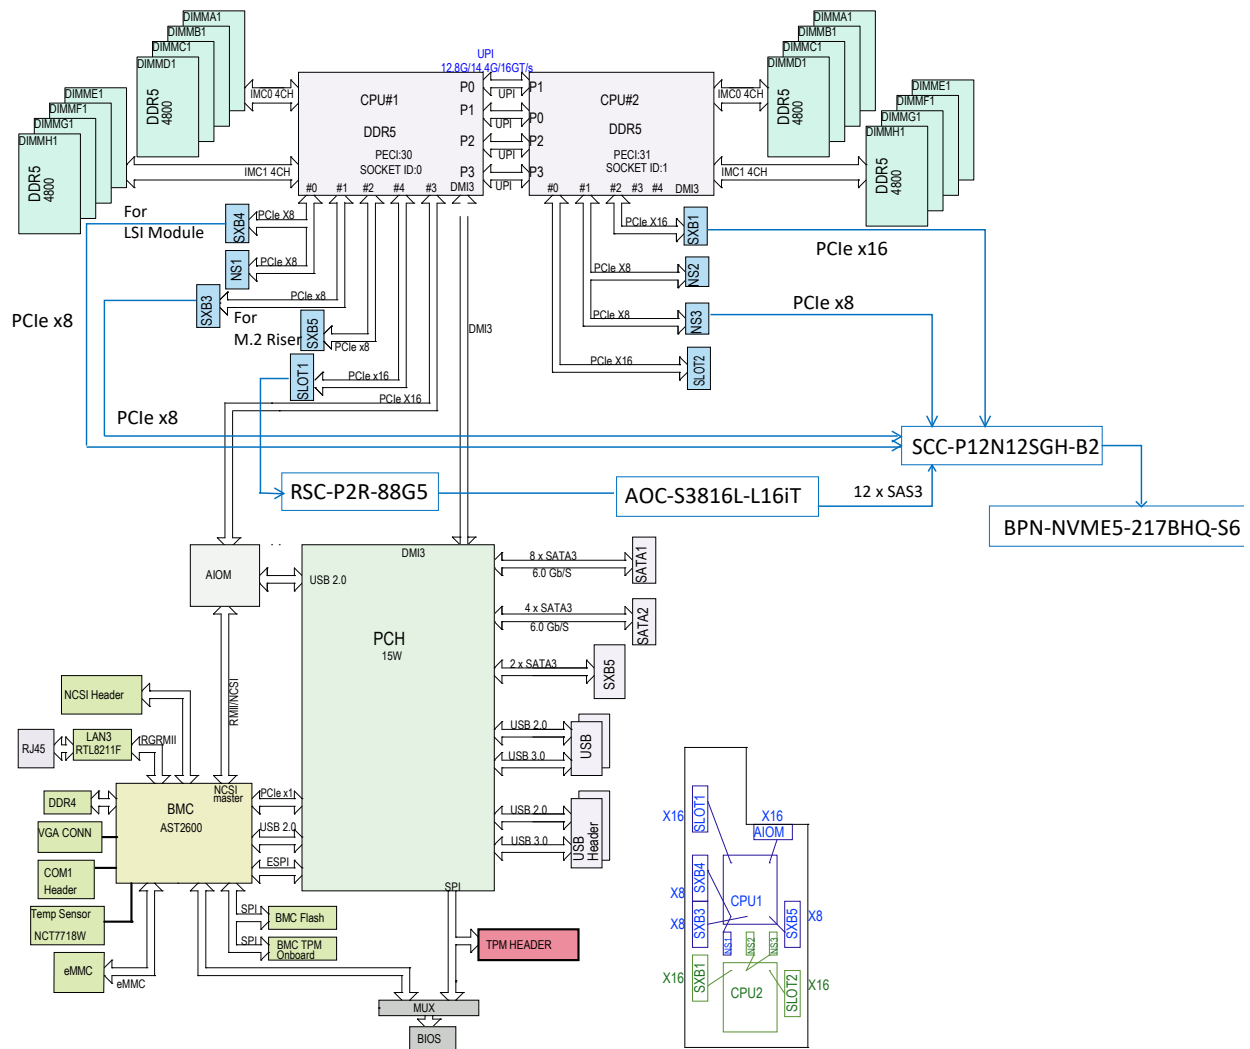 DIMMA1
DIMMB1
DIMMC1
DIMMD1
DDR5
4800
DIMME1
DIMMF1
DIMMG1
DIMMH1
DDR5
4800
IMC0 4CH
IMC1 4CH
UPI
12.8G/14.4G/16GT/s
CPU#1
DDR5
PECI:30
SOCKET ID:0
P0
P1
P2
P3
#0
#1
#2
#4
#3
DMI3
UPI
UPI
UPI
UPI
P1
P0
P2
P3
CPU#2
DDR5
PECI:31
SOCKET ID:1
#0
#1
#2
#3
#4
DMI3
IMC0 4CH
IMC1 4CH
DIMMA1
DIMMB1
DIMMC1
DIMMD1
DDR5
4800
DIMME1
DIMMF1
DIMMG1
DIMMH1
DDR5
4800
For
LSI Module
SXB4
PCIe X8
NS1
PCIe X8
SXB3
PCIe x8
For
M.2 Riser
SXB5
PCIe x8
SLOT1
PCIe x16
PCIe X16
DMI3
PCIe X16
SXB1
PCIe X8
NS2
PCIe X8
NS3
PCIe X16
SLOT2
PCIe x16
PCIe x8
PCIe x8
PCIe x8
SCC-P12N12SGH-B2
RSC-P2R-88G5
AOC-S3816L-L16iT
12 x SAS3
BPN-NVME5-217BHQ-S6
AIOM
USB 2.0
DMI3
PCH
15W
8 x SATA3
6.0 Gb/S
SATA1
4 x SATA3
6.0 Gb/S
SATA2
2 x SATA3
SXB5
USB 2.0
USB 3.0
USB
USB 2.0
USB 3.0
USB
Header
SPI
RMII/NCSI
NCSI Header
RJ45
LAN3
RTL8211F
RGRMII
NCSI
master
BMC
AST2600
PCIe x1
USB 2.0
ESPI
DDR4
VGA CONN
COM1
Header
Temp Sensor
NCT7718W
eMMC
eMMC
SPI
BMC Flash
SPI
BMC TPM
Onboard
TPM HEADER
MUX
BIOS
X16
SLOT1
X16
AIOM
X8
SXB4
CPU1
X8
SXB3
SXB5
X8
NS1
NS2
NS3
X16
SXB1
CPU2
SLOT2
X16